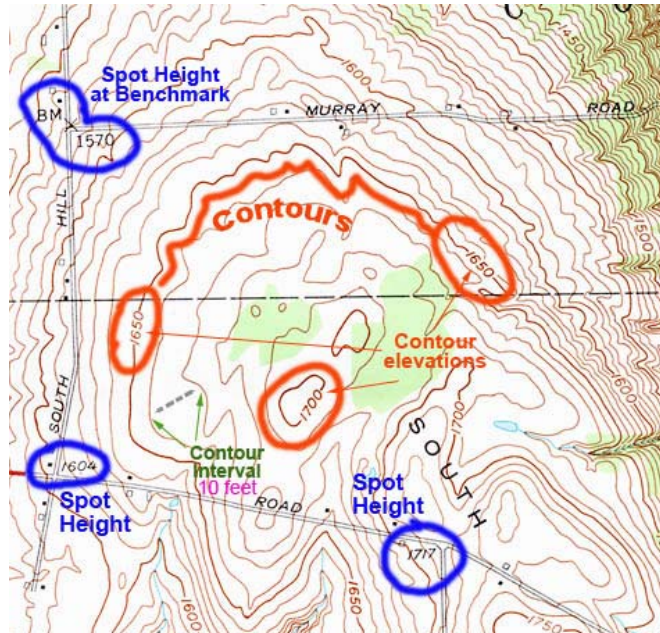 C
1450
1600
Spot Height
at Benchmark
BM
MURRAY
ROAD
1570
HILL
Contours
1500
1650
1650
Contour
elevations
1700
1700
SOUTH
SOUTH
Contour
Interval
10 feet
1604
Spot
Height
ROAD
Spot
Height
1717
1650
1600
1750